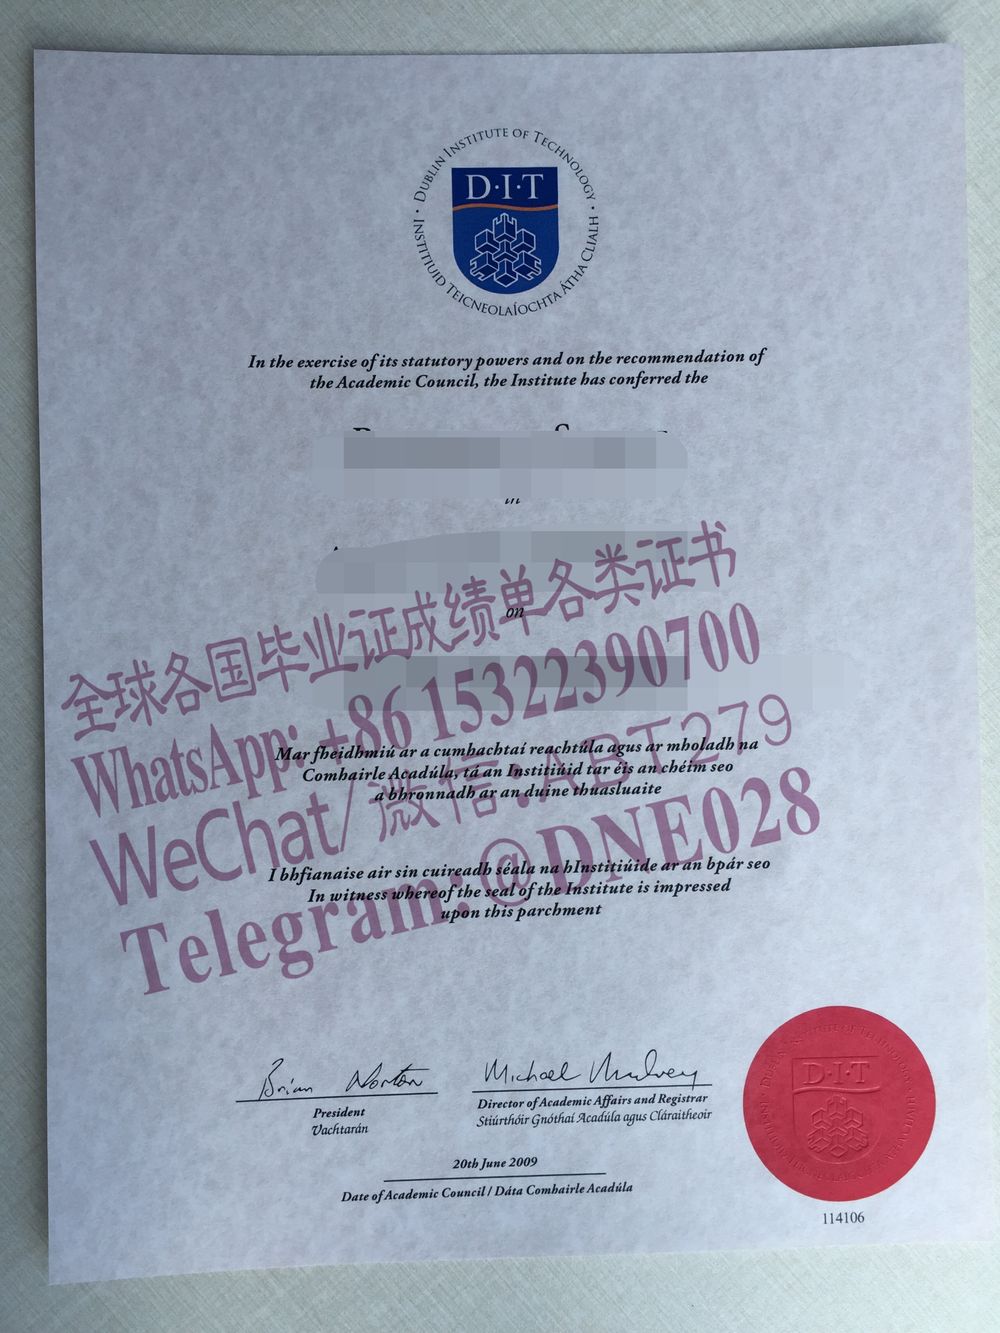 DUBLIN INSTITUTE OF TECHNOLOGY
D·I·T
INSTITIUID TEICNEOLAÍOCHTA ÁTHA CLIATH
In the exercise of its statutory powers and on the recommendation of
the Academic Council, the Institute has conferred the
in
on
全球各国毕业证成绩单各类证书
WhatsApp: +86 15322390700
WeChat/微信:ABT279
Telegram:@DNE028
Mar fheidhmiú ar a cumhachtaí reachtúla agus ar mholadh na
Comhairle Acadúla, tá an Institiúid tar éis an chéim seo
a bhronnadh ar an duine thuasluaite
I bhfianaise air sin cuireadh séala na hInstitiúide ar an bpár seo
In witness whereof the seal of the Institute is impressed
upon this parchment
Brian Norton
President
Uachtarán
Michael Mulvey
Director of Academic Affairs and Registrar
Stiúrthóir Gnóthaí Acadúla agus Cláraitheoir
20th June 2009
Date of Academic Council / Dáta Comhairle Acadúla
DUBLIN INSTITUTE OF TECHNOLOGY
D·I·T
114106